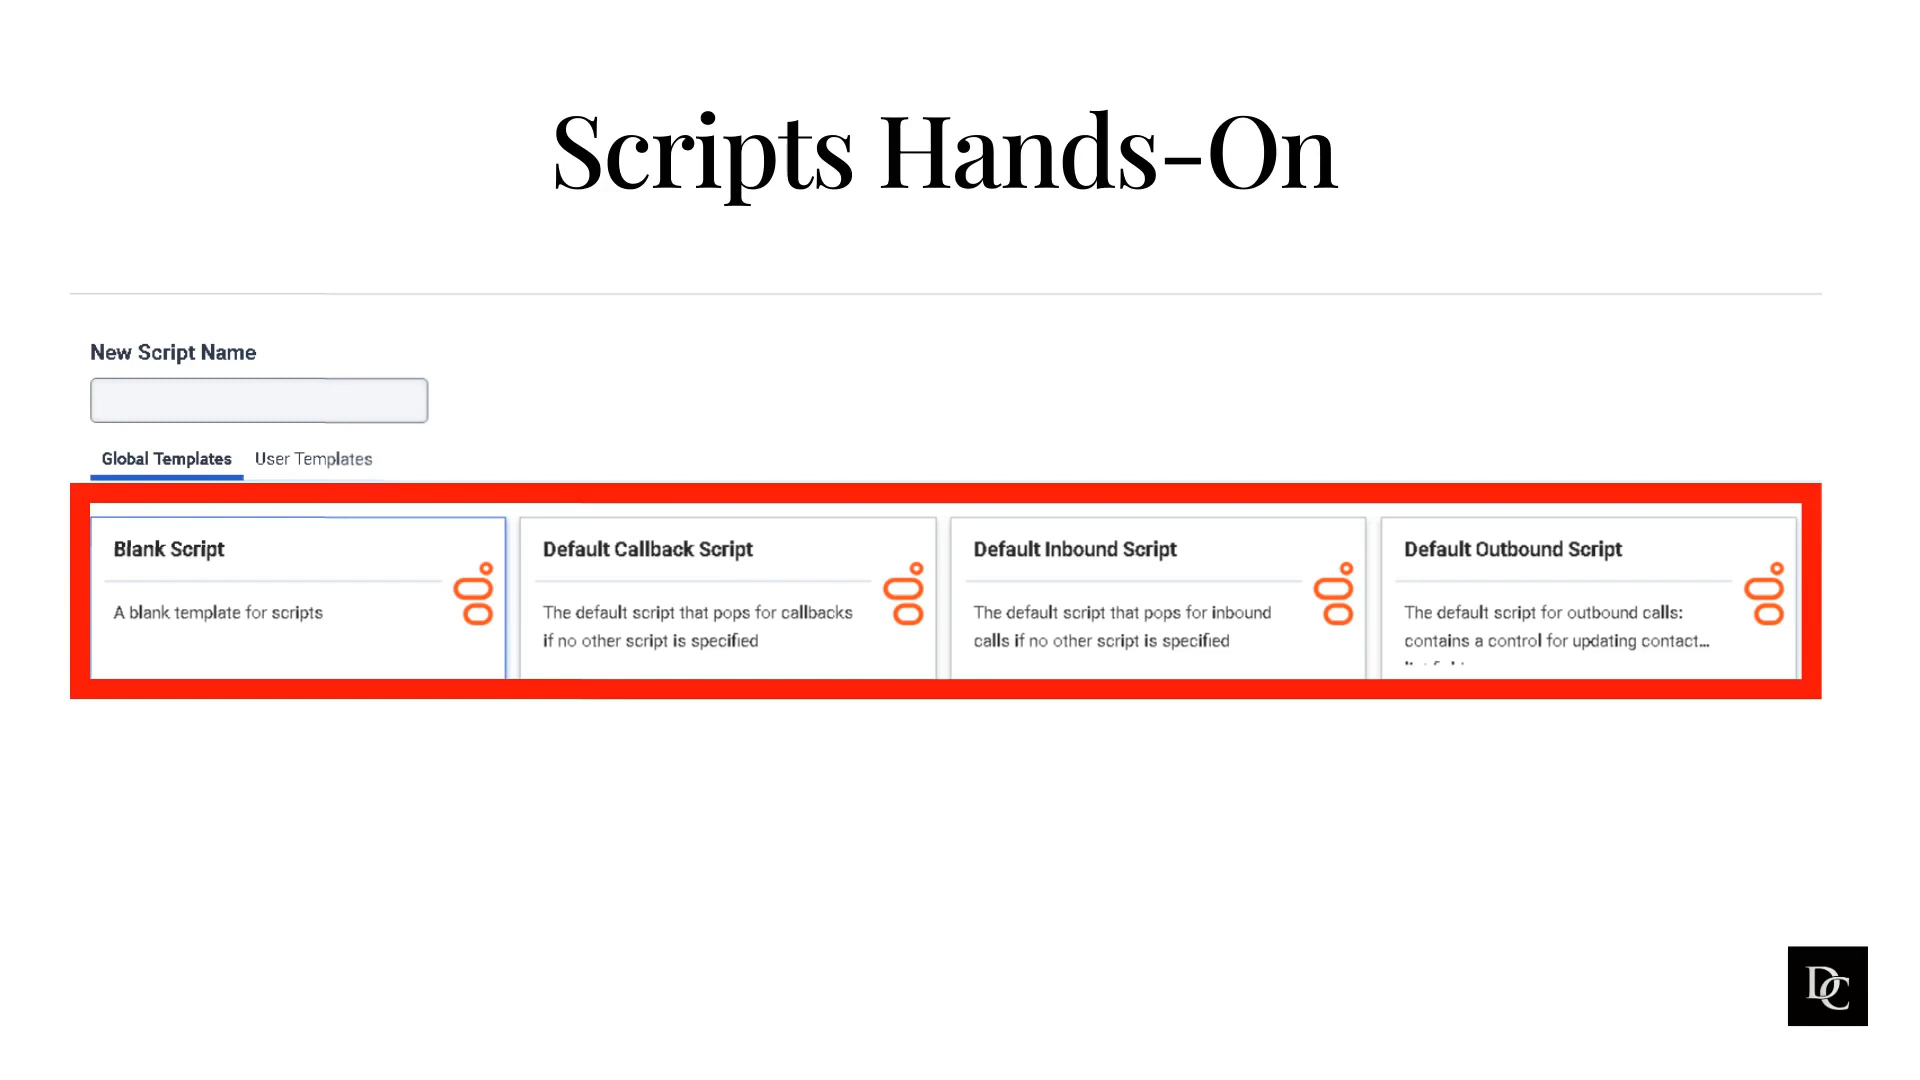 Scripts Hands-On
New Script Name
Global Templates User Templates
Blank Script
A blank template for scripts
Default Callback Script
The default script that pops for callbacks
if no other script is specified
Default Inbound Script
The default script that pops for inbound
calls if no other script is specified
Default Outbound Script
The default script for outbound calls:
contains a control for updating contact...
DC